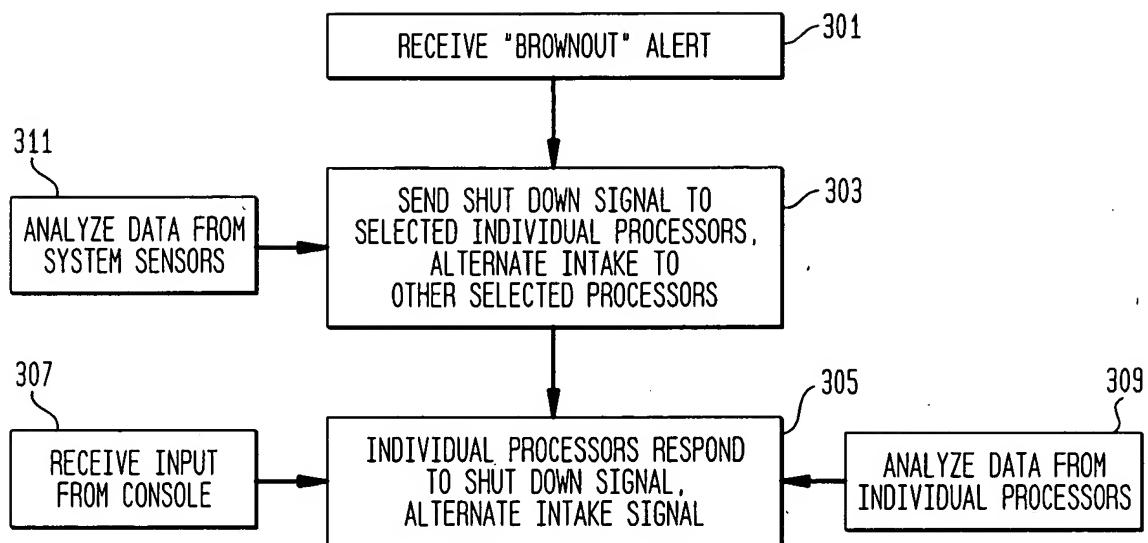 RECEIVE "BROWNOUT" ALERT
301
311
ANALYZE DATA FROM
SYSTEM SENSORS
SEND SHUT DOWN SIGNAL TO
SELECTED INDIVIDUAL PROCESSORS,
ALTERNATE INTAKE TO
OTHER SELECTED PROCESSORS
303
307
RECEIVE INPUT
FROM CONSOLE
INDIVIDUAL PROCESSORS RESPOND
TO SHUT DOWN SIGNAL,
ALTERNATE INTAKE SIGNAL
305
309
ANALYZE DATA FROM
INDIVIDUAL PROCESSORS